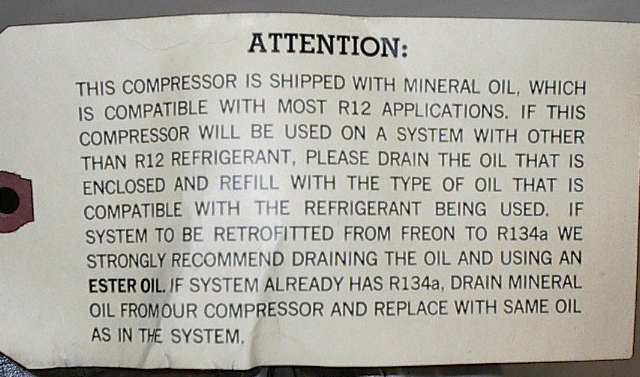 ATTENTION:
THIS COMPRESSOR IS SHIPPED WITH MINERAL OIL, WHICH
IS COMPATIBLE WITH MOST R12 APPLICATIONS. IF THIS
COMPRESSOR WILL BE USED ON A SYSTEM WITH OTHER
THAN R12 REFRIGERANT, PLEASE DRAIN THE OIL THAT IS
ENCLOSED AND REFILL WITH THE TYPE OF OIL THAT IS
COMPATIBLE WITH THE REFRIGERANT BEING USED. IF
SYSTEM TO BE RETROFITTED FROM FREON TO R134a WE
STRONGLY RECOMMEND DRAINING THE OIL AND USING AN
ESTER OIL. IF SYSTEM ALREADY HAS R134a, DRAIN MINERAL
OIL FROM OUR COMPRESSOR AND REPLACE WITH SAME OIL
AS IN THE SYSTEM.